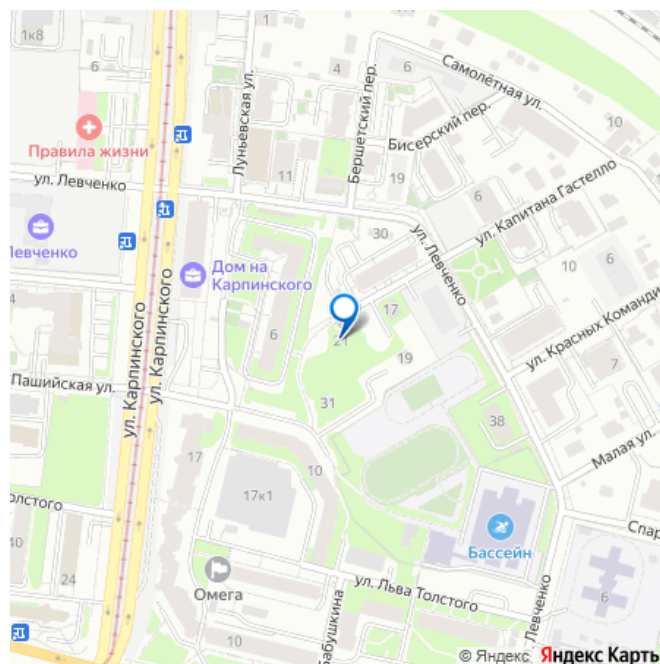 1к8
1
6
4
6
Самолётная ул.
Луньевская ул.
Бершетский пер.
Бисерский пер.
10
Правила жизни
11
19
ул. Левченко
6
ул. Капитана Гастелло
30
ул. Левченко
Левченко
Дом на
Карпинского
10
6
4
ул. Карпинского
ул. Карпинского
17
21
6
ул. Красных Команди
19
7
Пашийская ул.
31
38
17
10
Малая ул.
17к1
олстого
Бассейн
Спар
40
24
Омега
ул. Льва Толстого
Левченко
6
10
абушкина
© Яндекс Яндекс Карты